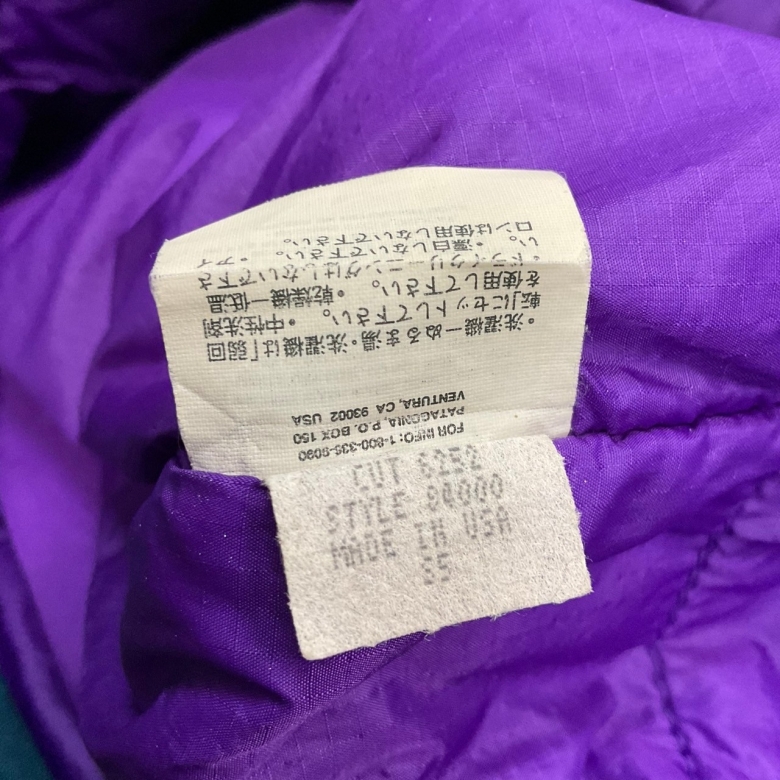 FOR INFO: 1-800-336-9090
PATAGONIA, P.O. BOX 150
VENTURA, CA 93002 USA
・洗濯機ーぬるま湯・洗濯機は「弱回
転」にセットして下さい。・中性洗剤
を使用して下さい。・乾燥機ー低温
・ドライクリーニングはしないで下さ
い。・漂白しないで下さい。・アイ
ロンは使用しないで下さい。
CUT
STYLE
MADE IN USA